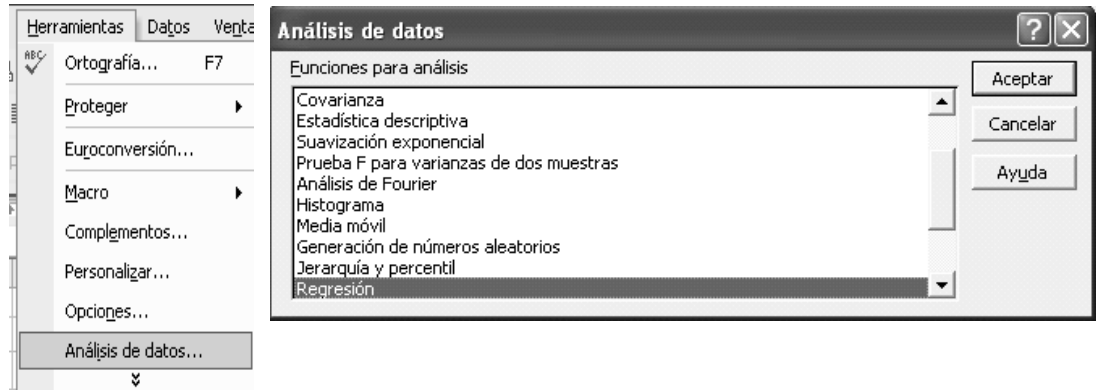 Herramientas Datos Venta
ABC Ortografía... F7
Proteger
Euroconversión...
Macro
Complementos...
Personalizar...
Opciones...
Análisis de datos...
Análisis de datos
Funciones para análisis
Covarianza
Estadística descriptiva
Suavización exponencial
Prueba F para varianzas de dos muestras
Análisis de Fourier
Histograma
Media móvil
Generación de números aleatorios
Jerarquía y percentil
Regresión
Aceptar
Cancelar
Ayuda